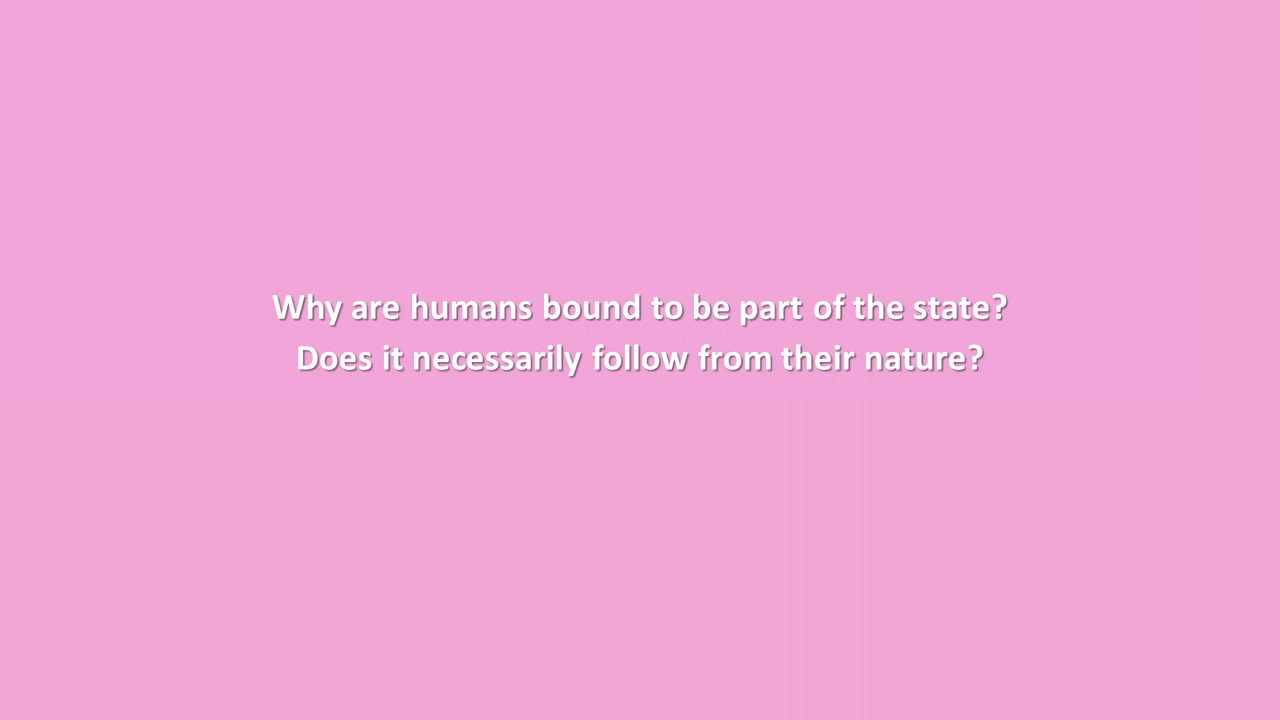 Why are humans bound to be part of the state?
Does it necessarily follow from their nature?